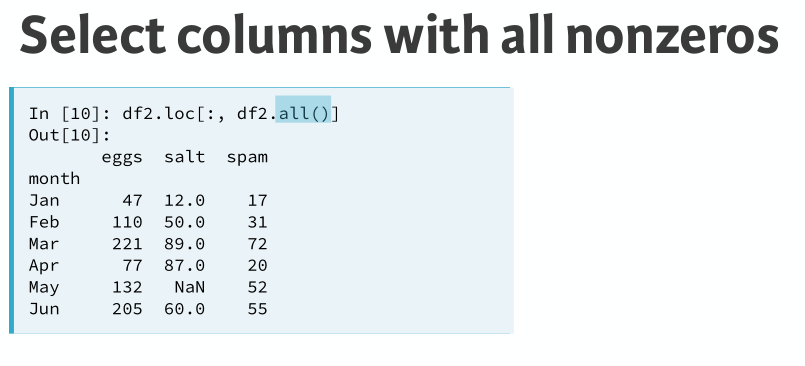 Select columns with all nonzeros
In [10]: df2.loc[:, df2.all()]
Out[10]:
       eggs  salt  spam
month
Jan      47  12.0    17
Feb     110  50.0    31
Mar     221  89.0    72
Apr      77  87.0    20
May     132   NaN    52
Jun     205  60.0    55